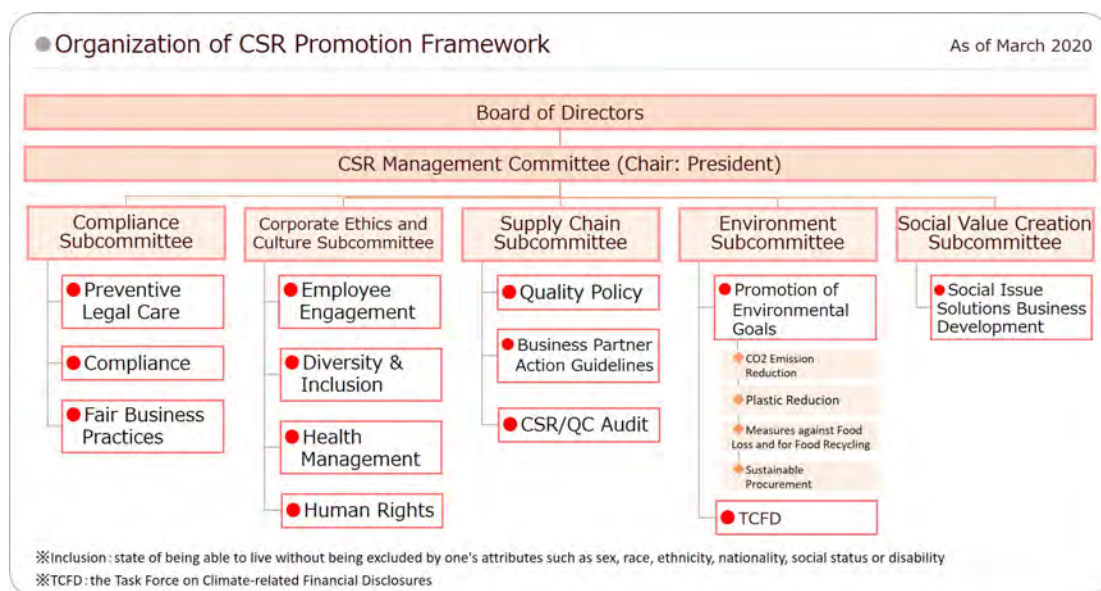 Organization of CSR Promotion Framework
As of March 2020
Board of Directors
CSR Management Committee (Chair: President)
Compliance
Subcommittee
Preventive
Legal Care
Compliance
Fair Business
Practices
Corporate Ethics and
Culture Subcommittee
Employee
Engagement
Diversity &
Inclusion
Health
Management
Human Rights
Supply Chain
Subcommittee
Quality Policy
Business Partner
Action Guidelines
CSR/QC Audit
Environment
Subcommittee
Promotion of
Environmental
Goals
CO2 Emission
Reduction
Plastic Reducion
Measures against Food
Loss and for Food Recycling
Sustainable
Procurement
TCFD
Social Value Creation
Subcommittee
Social Issue
Solutions Business
Development
※Inclusion：state of being able to live without being excluded by one's attributes such as sex, race, ethnicity, nationality, social status or disability
※TCFD：the Task Force on Climate-related Financial Disclosures